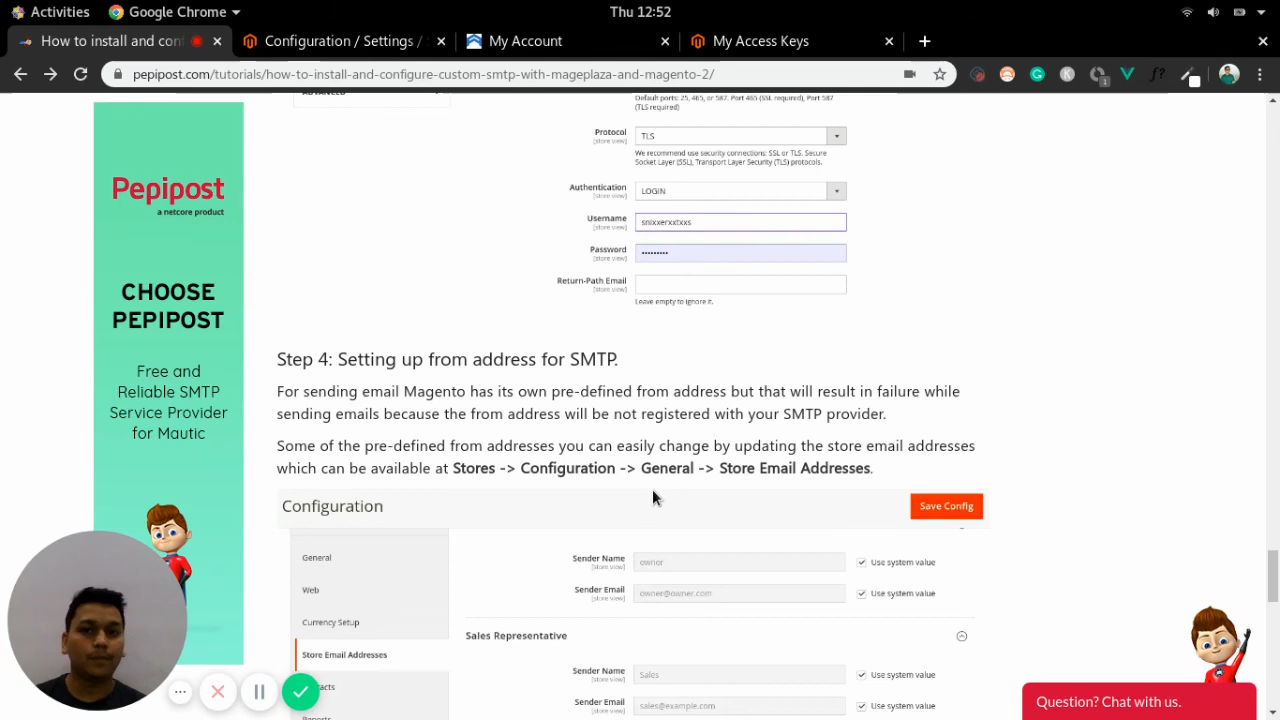 Activities
Google Chrome
Thu 12:52
How to install and con
Configuration / Settings /
My Account
My Access Keys
pepipost.com/tutorials/how-to-install-and-configure-custom-smtp-with-mageplaza-and-magento-2/
ADVANCED
Default ports: 25, 465, or 587. Port 465 (SSL required), Port 587
(TLS required)
Protocol
[store view]
TLS
We recommend use security connections: SSL or TLS. Secure
Socket Layer (SSL), Transport Layer Security (TLS) protocols.
Authentication
[store view]
LOGIN
Username
[store view]
snixxerxxtxxs
Password
[store view]
•••••••••
Return-Path Email
[store view]
Leave empty to ignore it.
Pepipost
a netcore product
CHOOSE
PEPIPOST
Free and
Reliable SMTP
Service Provider
for Mautic
Step 4: Setting up from address for SMTP.
For sending email Magento has its own pre-defined from address but that will result in failure while
sending emails because the from address will be not registered with your SMTP provider.
Some of the pre-defined from addresses you can easily change by updating the store email addresses
which can be available at Stores -> Configuration -> General -> Store Email Addresses.
Configuration
Save Config
General
Web
Currency Setup
Store Email Addresses
Sender Name
[store view]
owner
Use system value
Sender Email
[store view]
owner@owner.com
Use system value
Sales Representative
Sender Name
[store view]
Sales
Use system value
Sender Email
[store view]
sales@example.com
Use system value
Question? Chat with us.